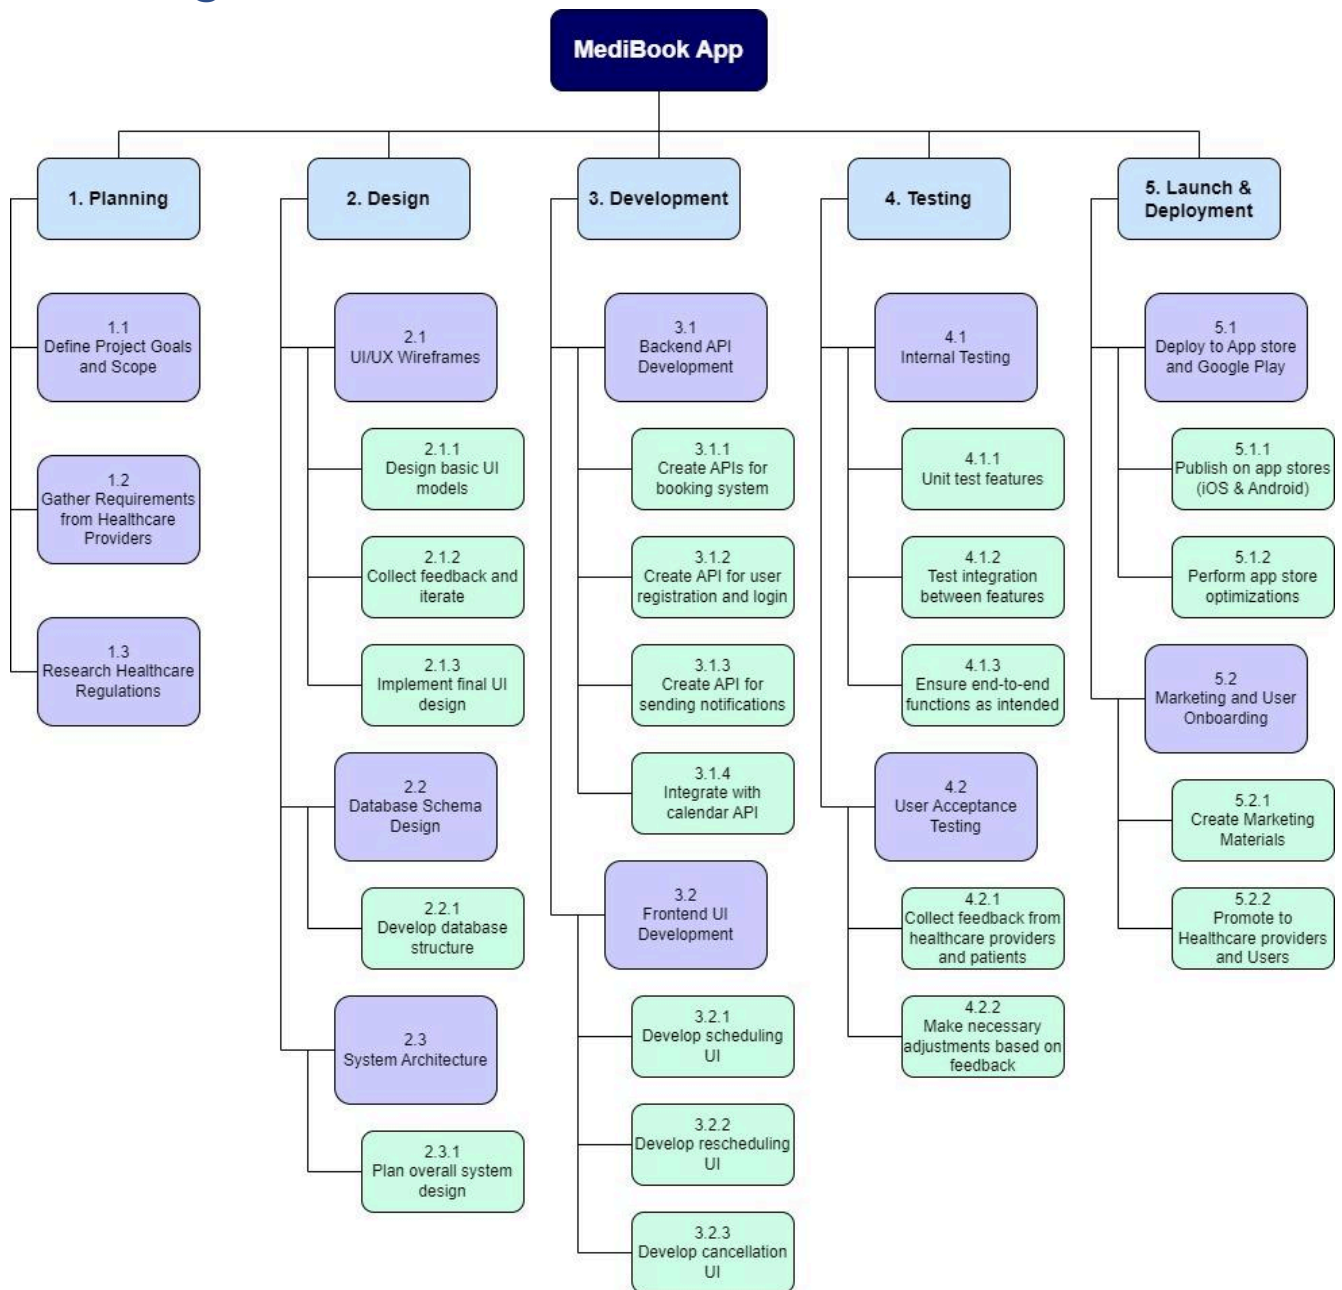 MediBook App
1. Planning
1.1
Define Project Goals
and Scope
1.2
Gather Requirements
from Healthcare
Providers
1.3
Research Healthcare
Regulations
2. Design
2.1
UI/UX Wireframes
2.1.1
Design basic UI
models
2.1.2
Collect feedback and
iterate
2.1.3
Implement final UI
design
2.2
Database Schema
Design
2.2.1
Develop database
structure
2.3
System Architecture
2.3.1
Plan overall system
design
3. Development
3.1
Backend API
Development
3.1.1
Create APIs for
booking system
3.1.2
Create API for user
registration and login
3.1.3
Create API for
sending notifications
3.1.4
Integrate with
calendar API
3.2
Frontend UI
Development
3.2.1
Develop scheduling
UI
3.2.2
Develop rescheduling
UI
3.2.3
Develop cancellation
UI
4. Testing
4.1
Internal Testing
4.1.1
Unit test features
4.1.2
Test integration
between features
4.1.3
Ensure end-to-end
functions as intended
4.2
User Acceptance
Testing
4.2.1
Collect feedback from
healthcare providers
and patients
4.2.2
Make necessary
adjustments based on
feedback
5. Launch &
Deployment
5.1
Deploy to App store
and Google Play
5.1.1
Publish on app stores
(iOS & Android)
5.1.2
Perform app store
optimizations
5.2
Marketing and User
Onboarding
5.2.1
Create Marketing
Materials
5.2.2
Promote to
Healthcare providers
and Users